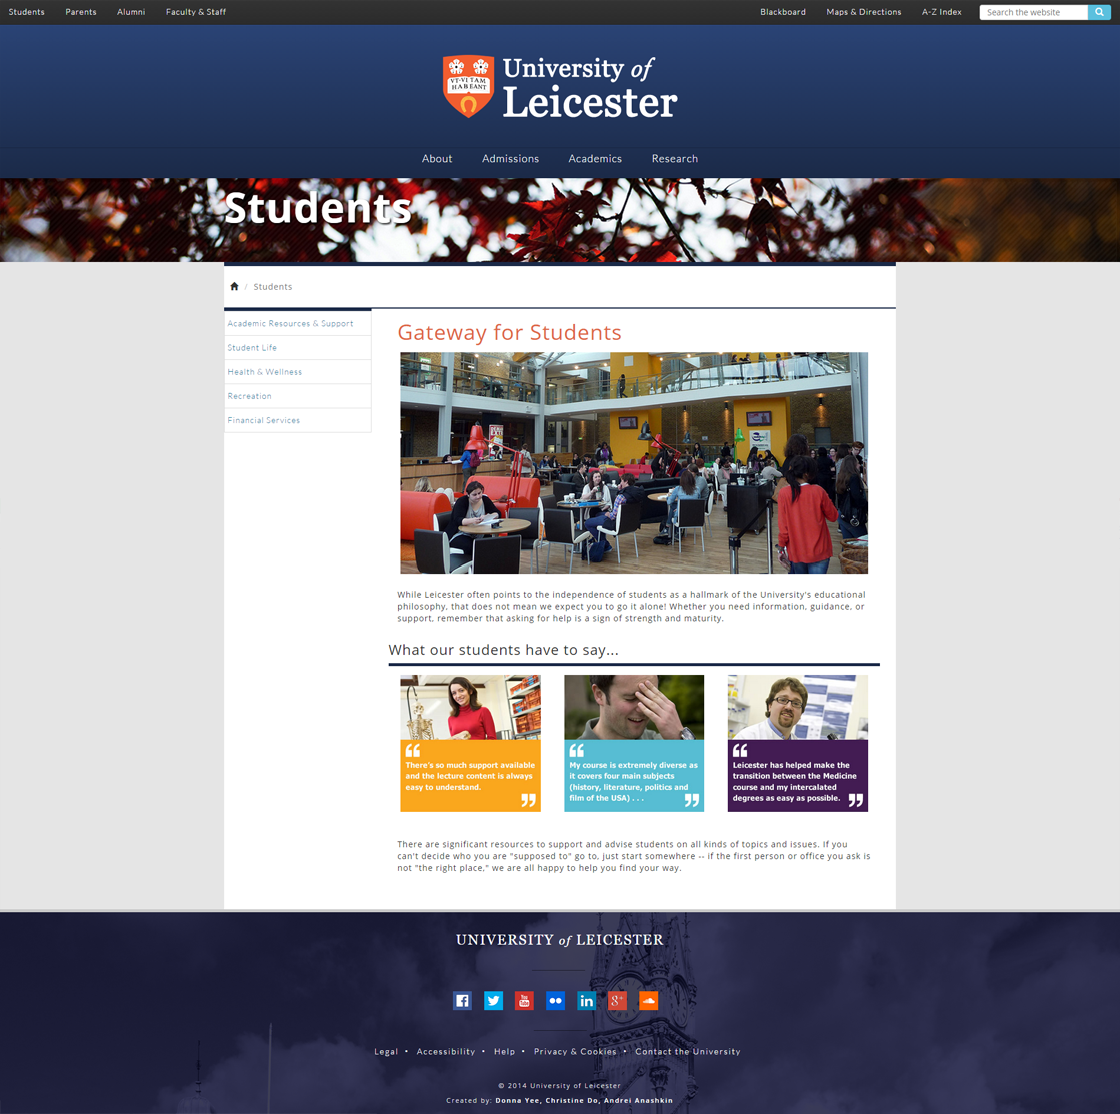 Students Parents Alumni Faculty & Staff Blackboard Maps & Directions A-Z Index Search the website
VT·VI TAM
HABEANT
University of
Leicester
About Admissions Academics Research
Students
/ Students
Academic Resources & Support
Student Life
Health & Wellness
Recreation
Financial Services
Gateway for Students
While Leicester often points to the independence of students as a hallmark of the University's educational
philosophy, that does not mean we expect you to go it alone! Whether you need information, guidance, or
support, remember that asking for help is a sign of strength and maturity.
What our students have to say...
“
There's so much support available
and the lecture content is always
easy to understand.
”
“
My course is extremely diverse as
it covers four main subjects
(history, literature, politics and
film of the USA) . . .
”
“
Leicester has helped make the
transition between the Medicine
course and my intercalated
degrees as easy as possible.
”
There are significant resources to support and advise students on all kinds of topics and issues. If you
can't decide who you are "supposed to" go to, just start somewhere -- if the first person or office you ask is
not "the right place," we are all happy to help you find your way.
UNIVERSITY of LEICESTER
You Tube in g+
Legal • Accessibility • Help • Privacy & Cookies • Contact the University
© 2014 University of Leicester
Created by: Donna Yee, Christine Do, Andrei Anashkin